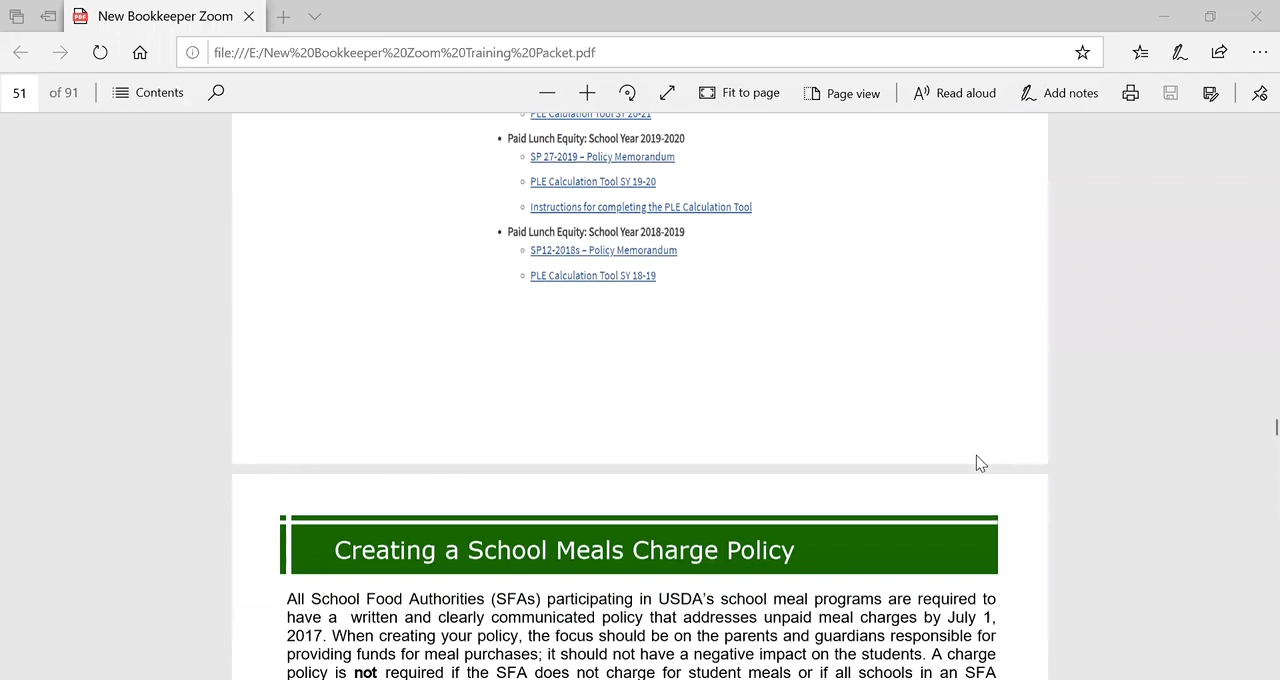 New Bookkeeper Zoom
file:///E:/New%20Bookkeeper%20Zoom%20Training%20Packet.pdf
51 of 91 Contents Fit to page Page view Read aloud Add notes
PLE Calculation Tool SY 20-21
• Paid Lunch Equity: School Year 2019-2020
SP 27-2019 – Policy Memorandum
PLE Calculation Tool SY 19-20
Instructions for completing the PLE Calculation Tool
• Paid Lunch Equity: School Year 2018-2019
SP12-2018s – Policy Memorandum
PLE Calculation Tool SY 18-19
Creating a School Meals Charge Policy
All School Food Authorities (SFAs) participating in USDA's school meal programs are required to
have a written and clearly communicated policy that addresses unpaid meal charges by July 1,
2017. When creating your policy, the focus should be on the parents and guardians responsible for
providing funds for meal purchases; it should not have a negative impact on the students. A charge
policy is not required if the SFA does not charge for student meals or if all schools in an SFA